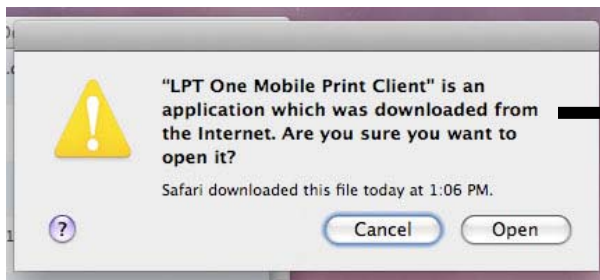 "LPT One Mobile Print Client" is an
application which was downloaded from
the Internet. Are you sure you want to
open it?
Safari downloaded this file today at 1:06 PM.
?
Cancel
Open